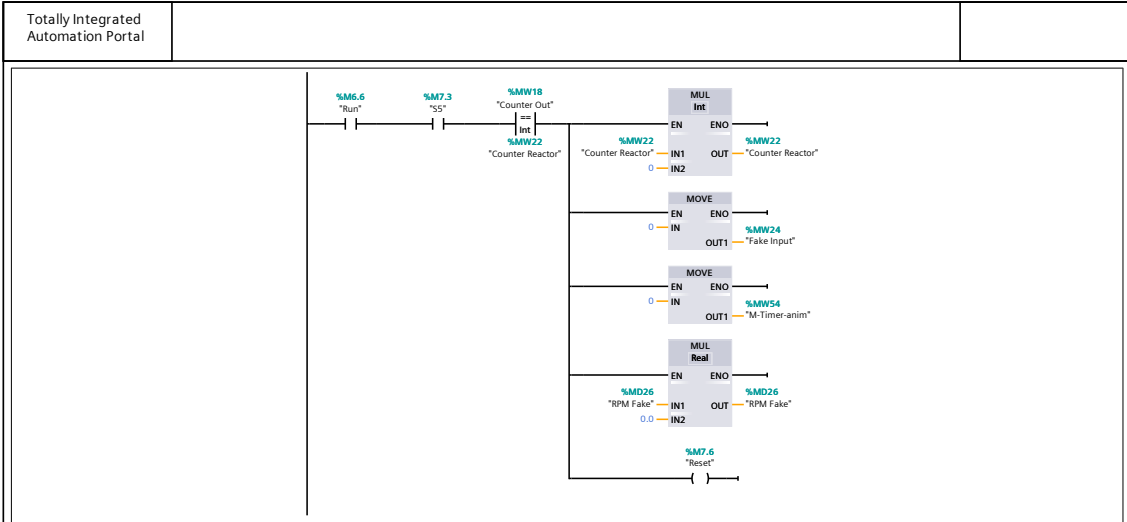 Totally Integrated
Automation Portal
%M6.6
"Run"
%M7.3
"S5"
%MW18
"Counter Out"
==
Int
%MW22
"Counter Reactor"
MUL
Int
EN ENO
%MW22
"Counter Reactor"
IN1 OUT
%MW22
"Counter Reactor"
0 IN2
MOVE
EN ENO
0 IN
OUT1
%MW24
"Fake Input"
MOVE
EN ENO
0 IN
OUT1
%MW54
"M-Timer-anim"
MUL
Real
EN ENO
%MD26
"RPM Fake"
IN1 OUT
%MD26
"RPM Fake"
0.0 IN2
%M7.6
"Reset"